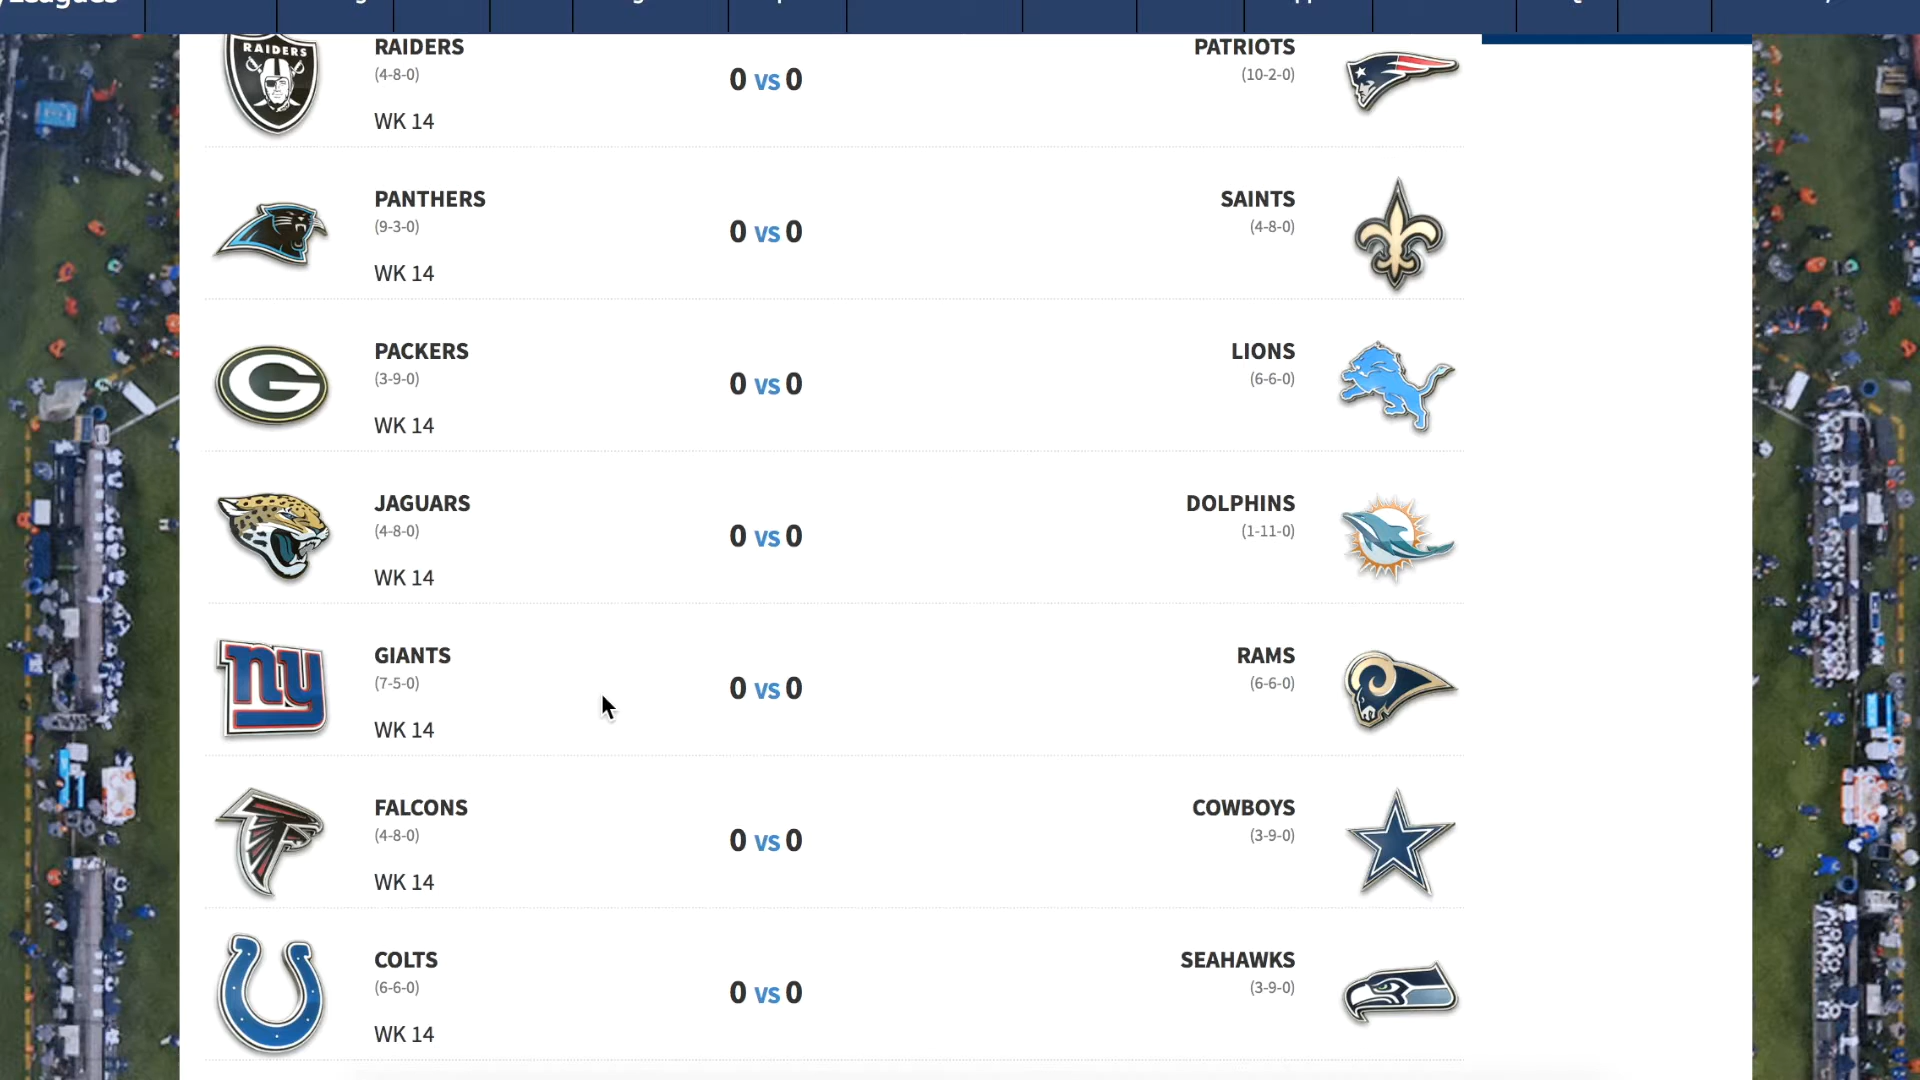 RAIDERS
RAIDERS
(4-8-0)
WK 14
0 vs 0
PATRIOTS
(10-2-0)
PANTHERS
(9-3-0)
WK 14
0 vs 0
SAINTS
(4-8-0)
G
PACKERS
(3-9-0)
WK 14
0 vs 0
LIONS
(6-6-0)
JAGUARS
(4-8-0)
WK 14
0 vs 0
DOLPHINS
(1-11-0)
ny
GIANTS
(7-5-0)
WK 14
0 vs 0
RAMS
(6-6-0)
FALCONS
(4-8-0)
WK 14
0 vs 0
COWBOYS
(3-9-0)
COLTS
(6-6-0)
WK 14
0 vs 0
SEAHAWKS
(3-9-0)